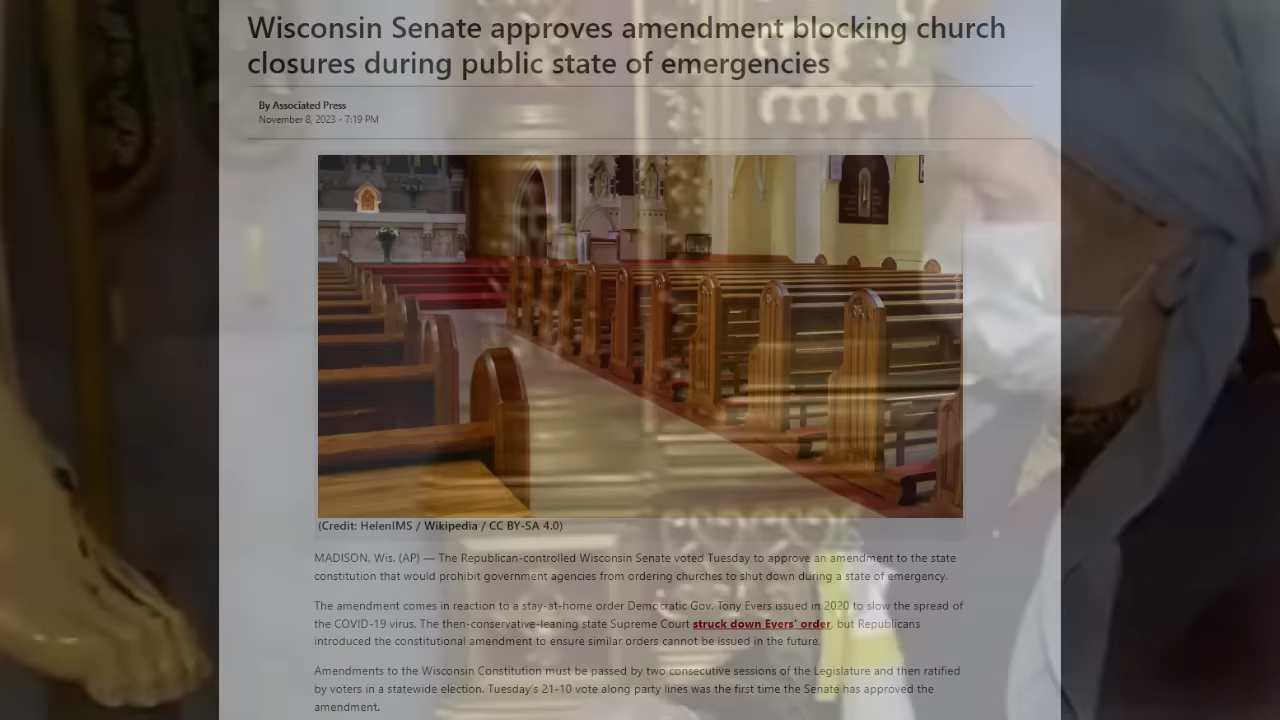 Wisconsin Senate approves amendment blocking church
closures during public state of emergencies
By Associated Press
November 8, 2023 - 7:19 PM
(Credit: HelenIMS / Wikipedia / CC BY-SA 4.0)
MADISON, Wis. (AP) — The Republican-controlled Wisconsin Senate voted Tuesday to approve an amendment to the state
constitution that would prohibit government agencies from ordering churches to shut down during a state of emergency.
The amendment comes in reaction to a stay-at-home order Democratic Gov. Tony Evers issued in 2020 to slow the spread of
the COVID-19 virus. The then-conservative-leaning state Supreme Court struck down Evers' order, but Republicans
introduced the constitutional amendment to ensure similar orders cannot be issued in the future.
Amendments to the Wisconsin Constitution must be passed by two consecutive sessions of the Legislature and then ratified
by voters in a statewide election. Tuesday's 21-10 vote along party lines was the first time the Senate has approved the
amendment.